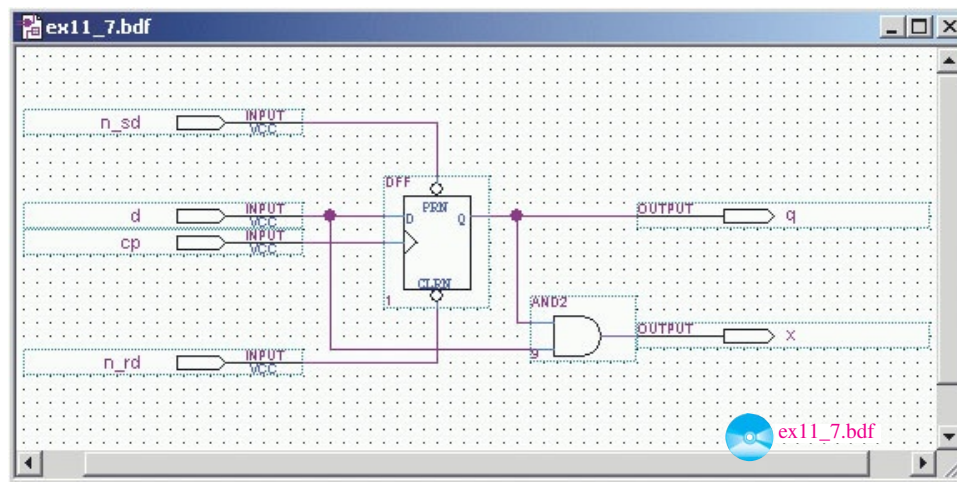 ex11_7.bdf
n_sd INPUT VCC
DFF
PRN
d INPUT VCC
D Q
OUTPUT q
cp INPUT VCC
CLRN
1
AND2
OUTPUT x
9
n_rd INPUT VCC
ex11_7.bdf